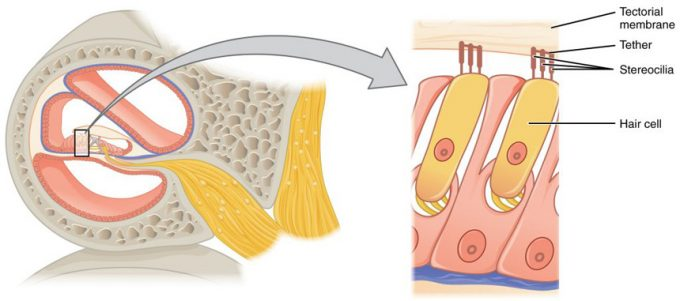 Tectorial
membrane
Tether
Stereocilia
Hair cell